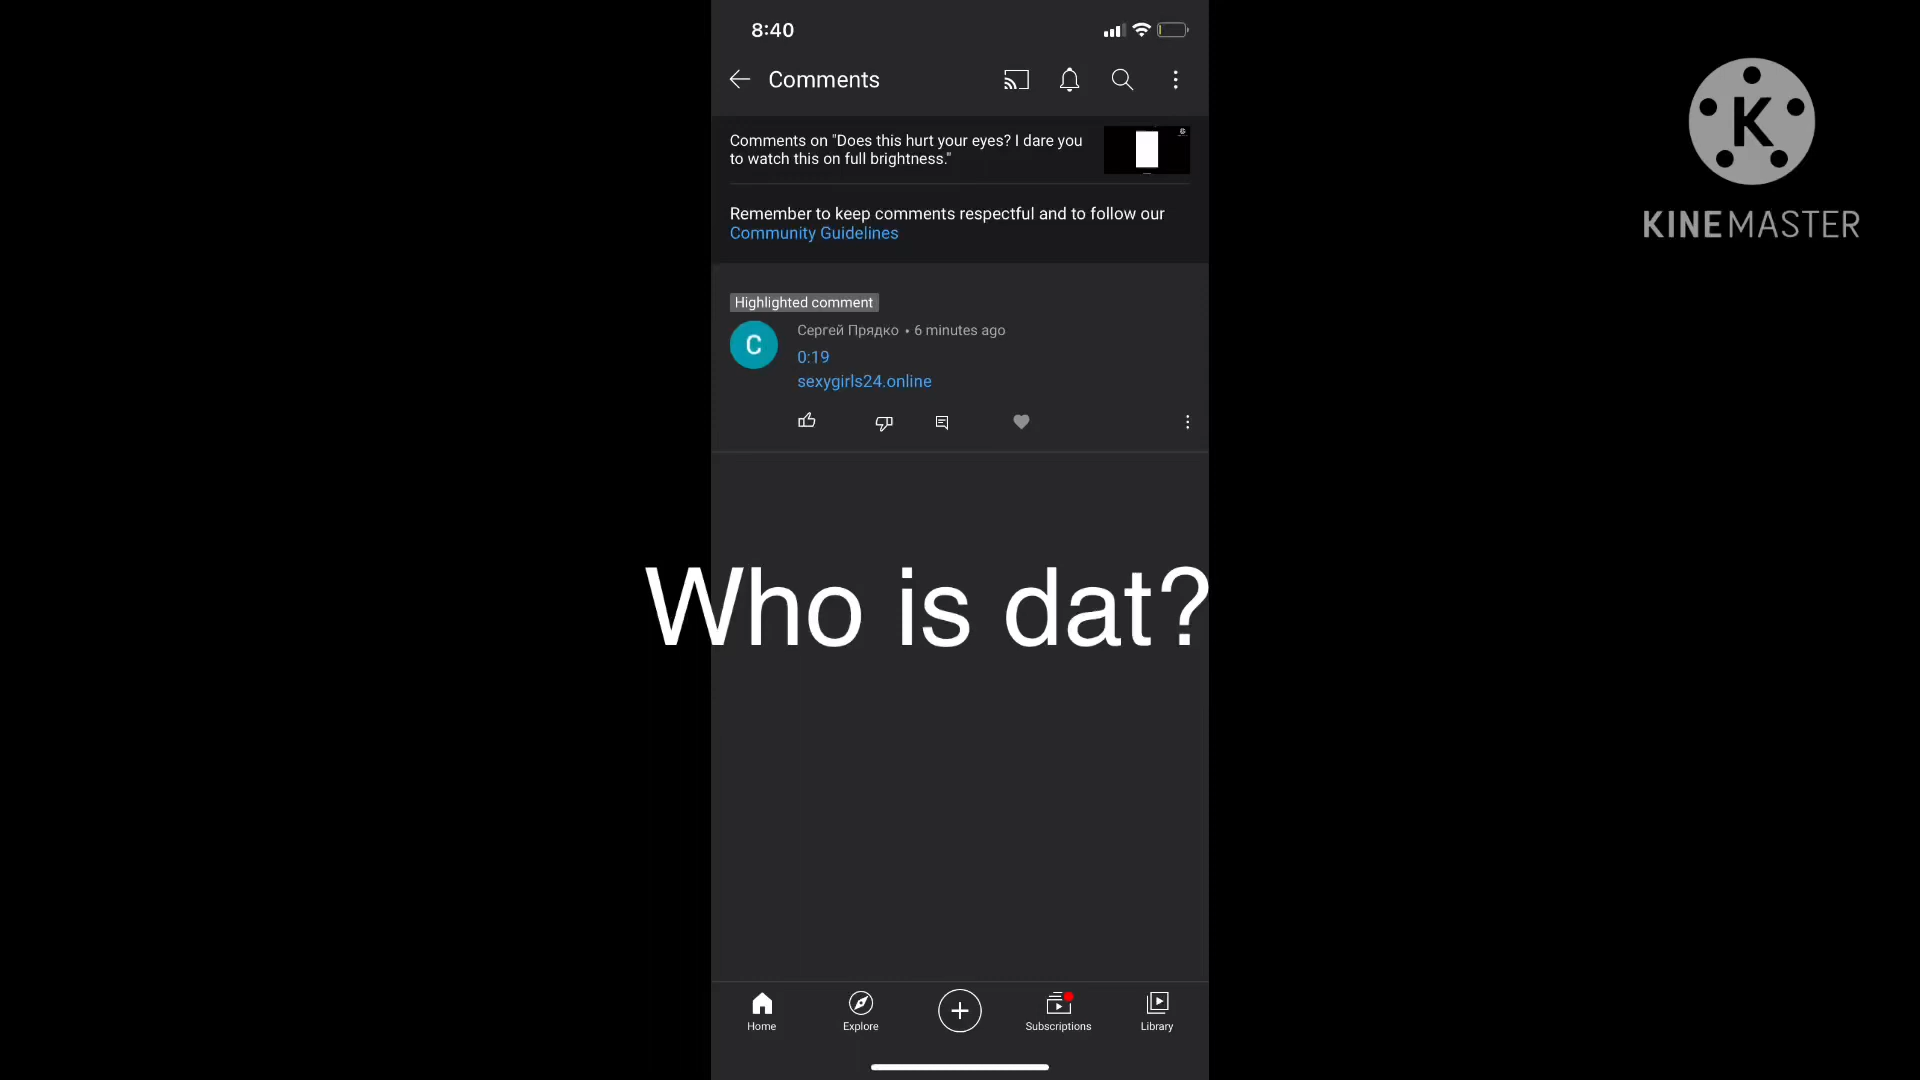 8:40
Comments
Comments on "Does this hurt your eyes? I dare you
to watch this on full brightness."
Remember to keep comments respectful and to follow our
Community Guidelines
Highlighted comment
C
Сергей Прядко • 6 minutes ago
0:19
sexygirls24.online
Who is dat?
Home
Explore
Subscriptions
Library
K
KINEMASTER